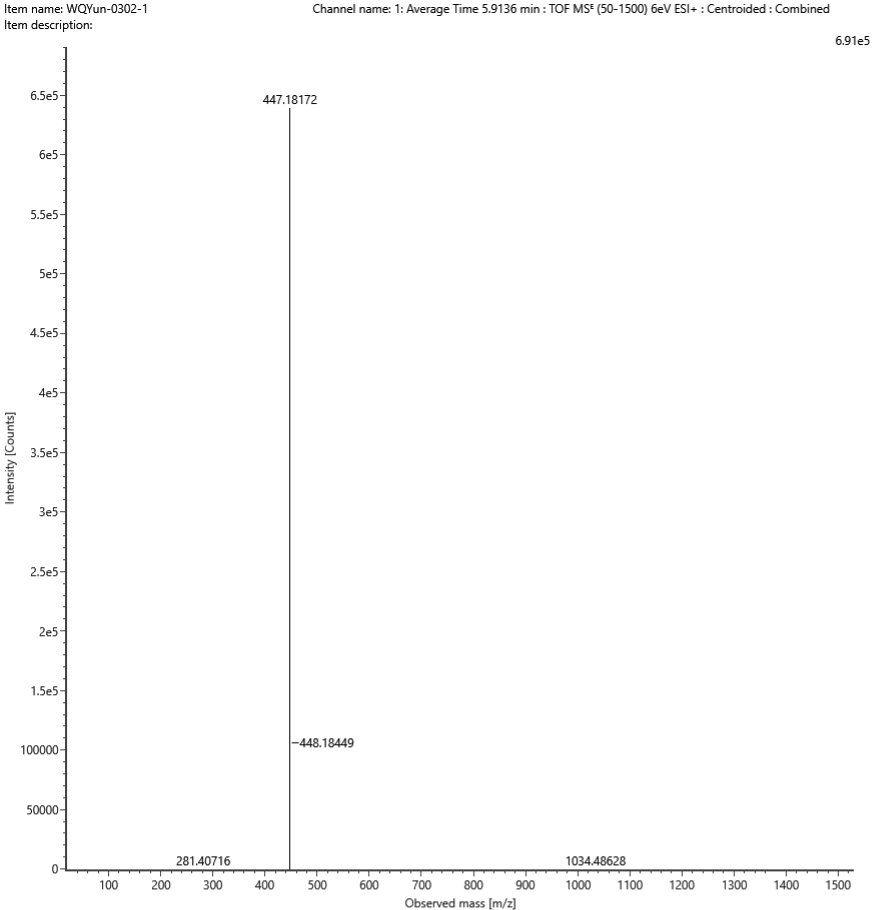 Item name: WQYun-0302-1
Channel name: 1: Average Time 5.9136 min : TOF MSᴱ (50-1500) 6eV ESI+ : Centroided : Combined
Item description:
6.91e5
447.18172
6.5e5
6e5
5.5e5
5e5
4.5e5
4e5
3.5e5
3e5
2.5e5
2e5
1.5e5
100000
50000
0
Intensity [Counts]
448.18449
281.40716
1034.48628
100 200 300 400 500 600 700 800 900 1000 1100 1200 1300 1400 1500
Observed mass [m/z]